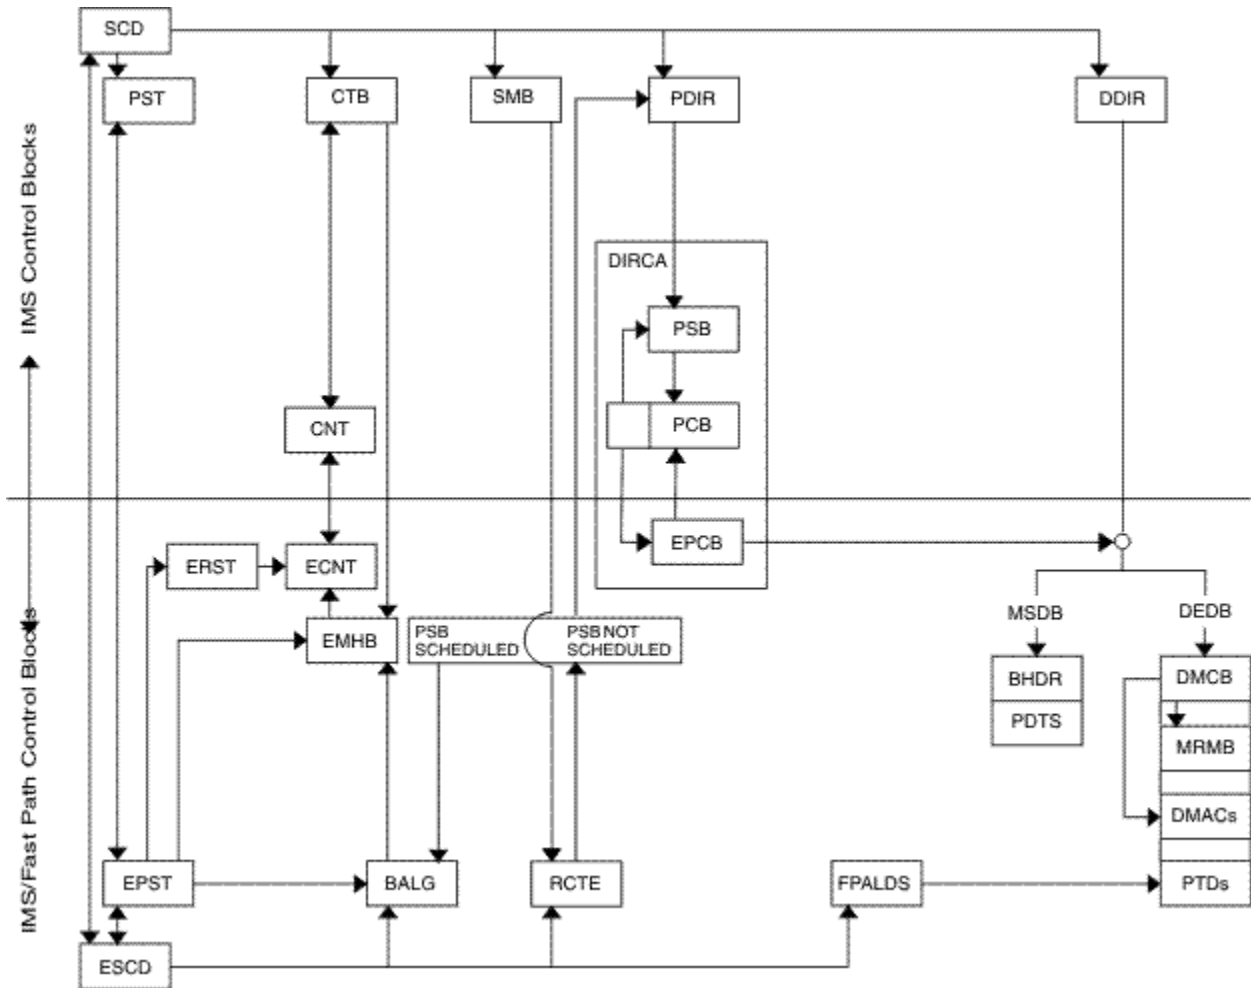 SCD
PST
CTB
SMB
PDIR
DDIR
IMS Control Blocks
DIRCA
PSB
PCB
CNT
EPCB
ERST
ECNT
MSDB
DEDB
EMHB
PSB
SCHEDULED
PSB NOT
SCHEDULED
IMS/Fast Path Control Blocks
BHDR
DMCB
PDTS
MRMB
DMACs
EPST
BALG
RCTE
FPALDS
PTDs
ESCD